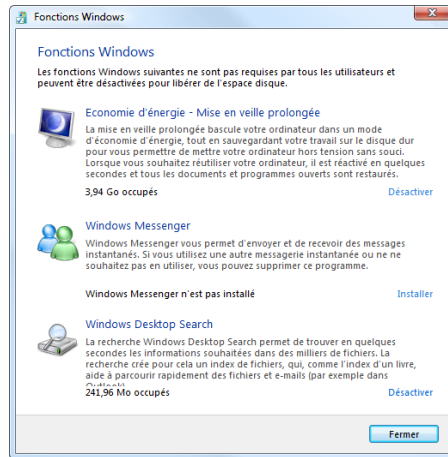 Fonctions Windows
Fonctions Windows
Les fonctions Windows suivantes ne sont pas requises par tous les utilisateurs et
peuvent être désactivées pour libérer de l'espace disque.
Economie d'énergie - Mise en veille prolongée
La mise en veille prolongée bascule votre ordinateur dans un mode
d'économie d'énergie, tout en sauvegardant votre travail sur le disque dur
pour vous permettre de mettre votre ordinateur hors tension sans souci.
Lorsque vous souhaitez réutiliser votre ordinateur, il est réactivé en quelques
secondes et tous les documents et programmes ouverts sont restaurés.
3,94 Go occupés Désactiver
Windows Messenger
Windows Messenger vous permet d'envoyer et de recevoir des messages
instantanés. Si vous utilisez une autre messagerie instantanée ou ne ne
souhaitez pas en utiliser, vous pouvez supprimer ce programme.
Windows Messenger n'est pas installé Installer
Windows Desktop Search
La recherche Windows Desktop Search permet de trouver en quelques
secondes les informations souhaitées dans des milliers de fichiers. La
recherche crée pour cela un index de fichiers, qui, comme l'index d'un livre,
aide à parcourir rapidement des fichiers et e-mails (par exemple dans
Outlook).
241,96 Mo occupés Désactiver
Fermer